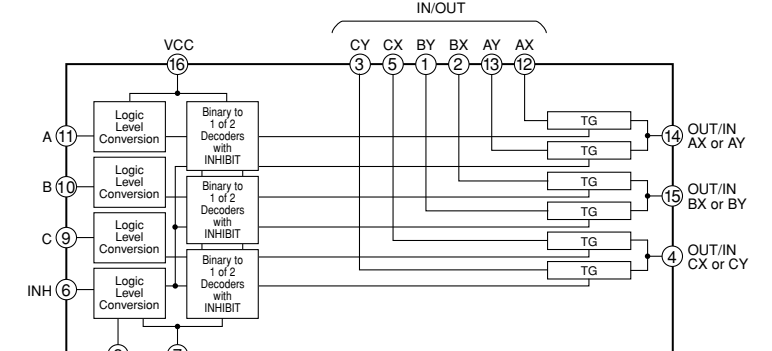 IN/OUT
VCC CY CX BY BX AY AX
16 3 5 1 2 13 12
Logic
Level
Conversion
Binary to
1 of 2
Decoders
with
INHIBIT
TG
A 11
14 OUT/IN
AX or AY
TG
Logic
Level
Conversion
B 10
Binary to
1 of 2
Decoders
with
INHIBIT
TG
15 OUT/IN
BX or BY
TG
Logic
Level
Conversion
C 9
TG
4 OUT/IN
CX or CY
Binary to
1 of 2
Decoders
with
INHIBIT
TG
Logic
Level
Conversion
INH 6